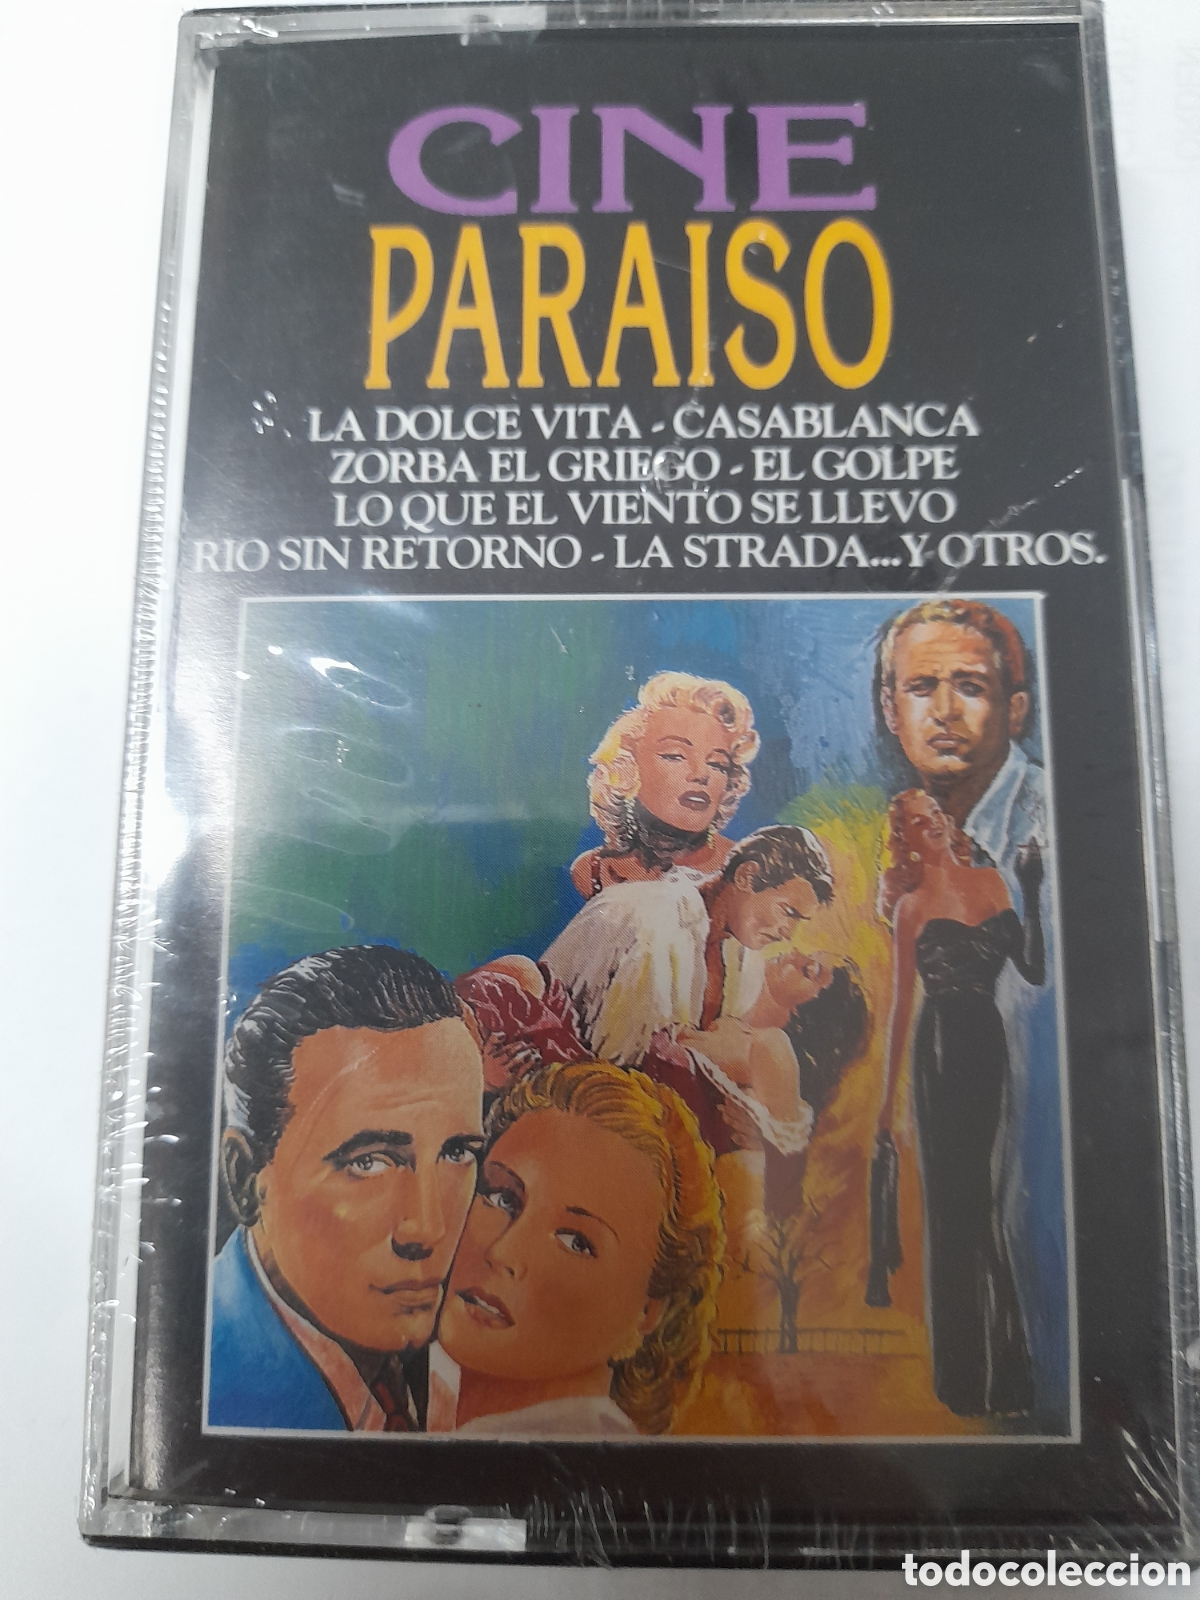 CINE
PARAISO
LA DOLCE VITA - CASABLANCA
ZORBA EL GRIEGO - EL GOLPE
LO QUE EL VIENTO SE LLEVO
RIO SIN RETORNO - LA STRADA...Y OTROS.
todocoleccion